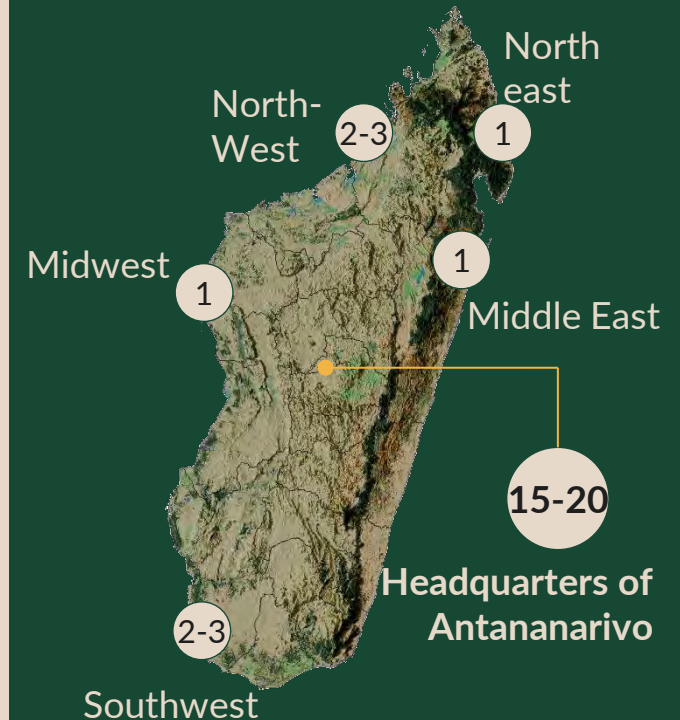 North
east
North-
West
2-3
1
Midwest
1
1
Middle East
15-20
Headquarters of
Antananarivo
2-3
Southwest